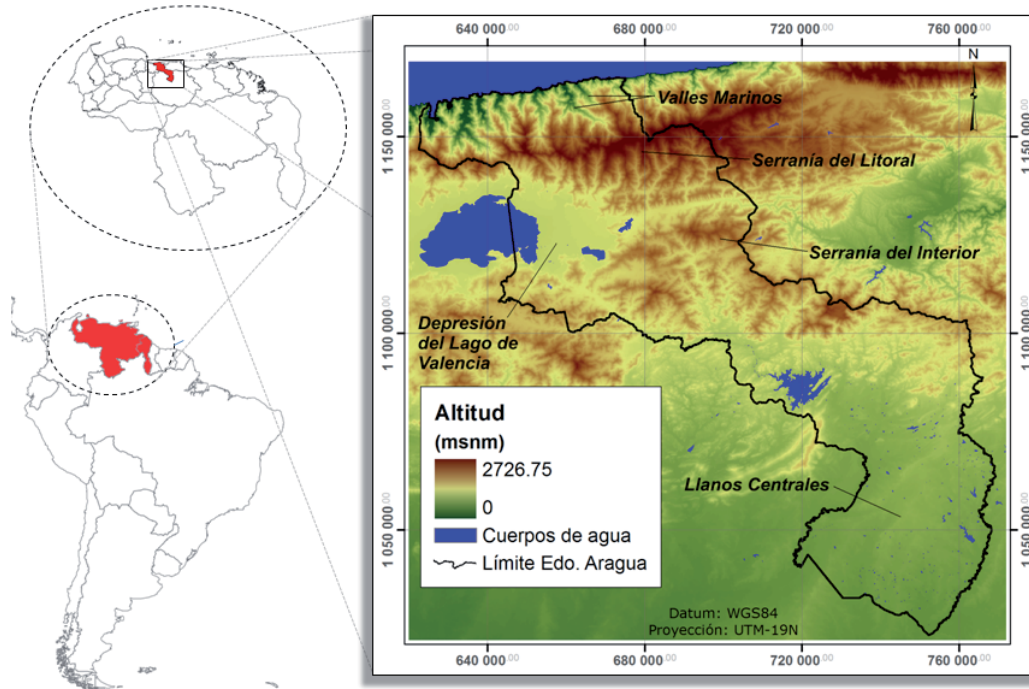 640 000.00 680 000.00 720 000.00 760 000.00
N
Valles Marinos
1 150 000.00
1 150 000.00
Serranía del Litoral
Serranía del Interior
Depresión
del Lago de
Valencia
1 100 000.00
1 100 000.00
Altitud
(msnm)
2726.75
0
Cuerpos de agua
Límite Edo. Aragua
Llanos Centrales
1 050 000.00
1 050 000.00
Datum: WGS84
Proyección: UTM-19N
640 000.00 680 000.00 720 000.00 760 000.00